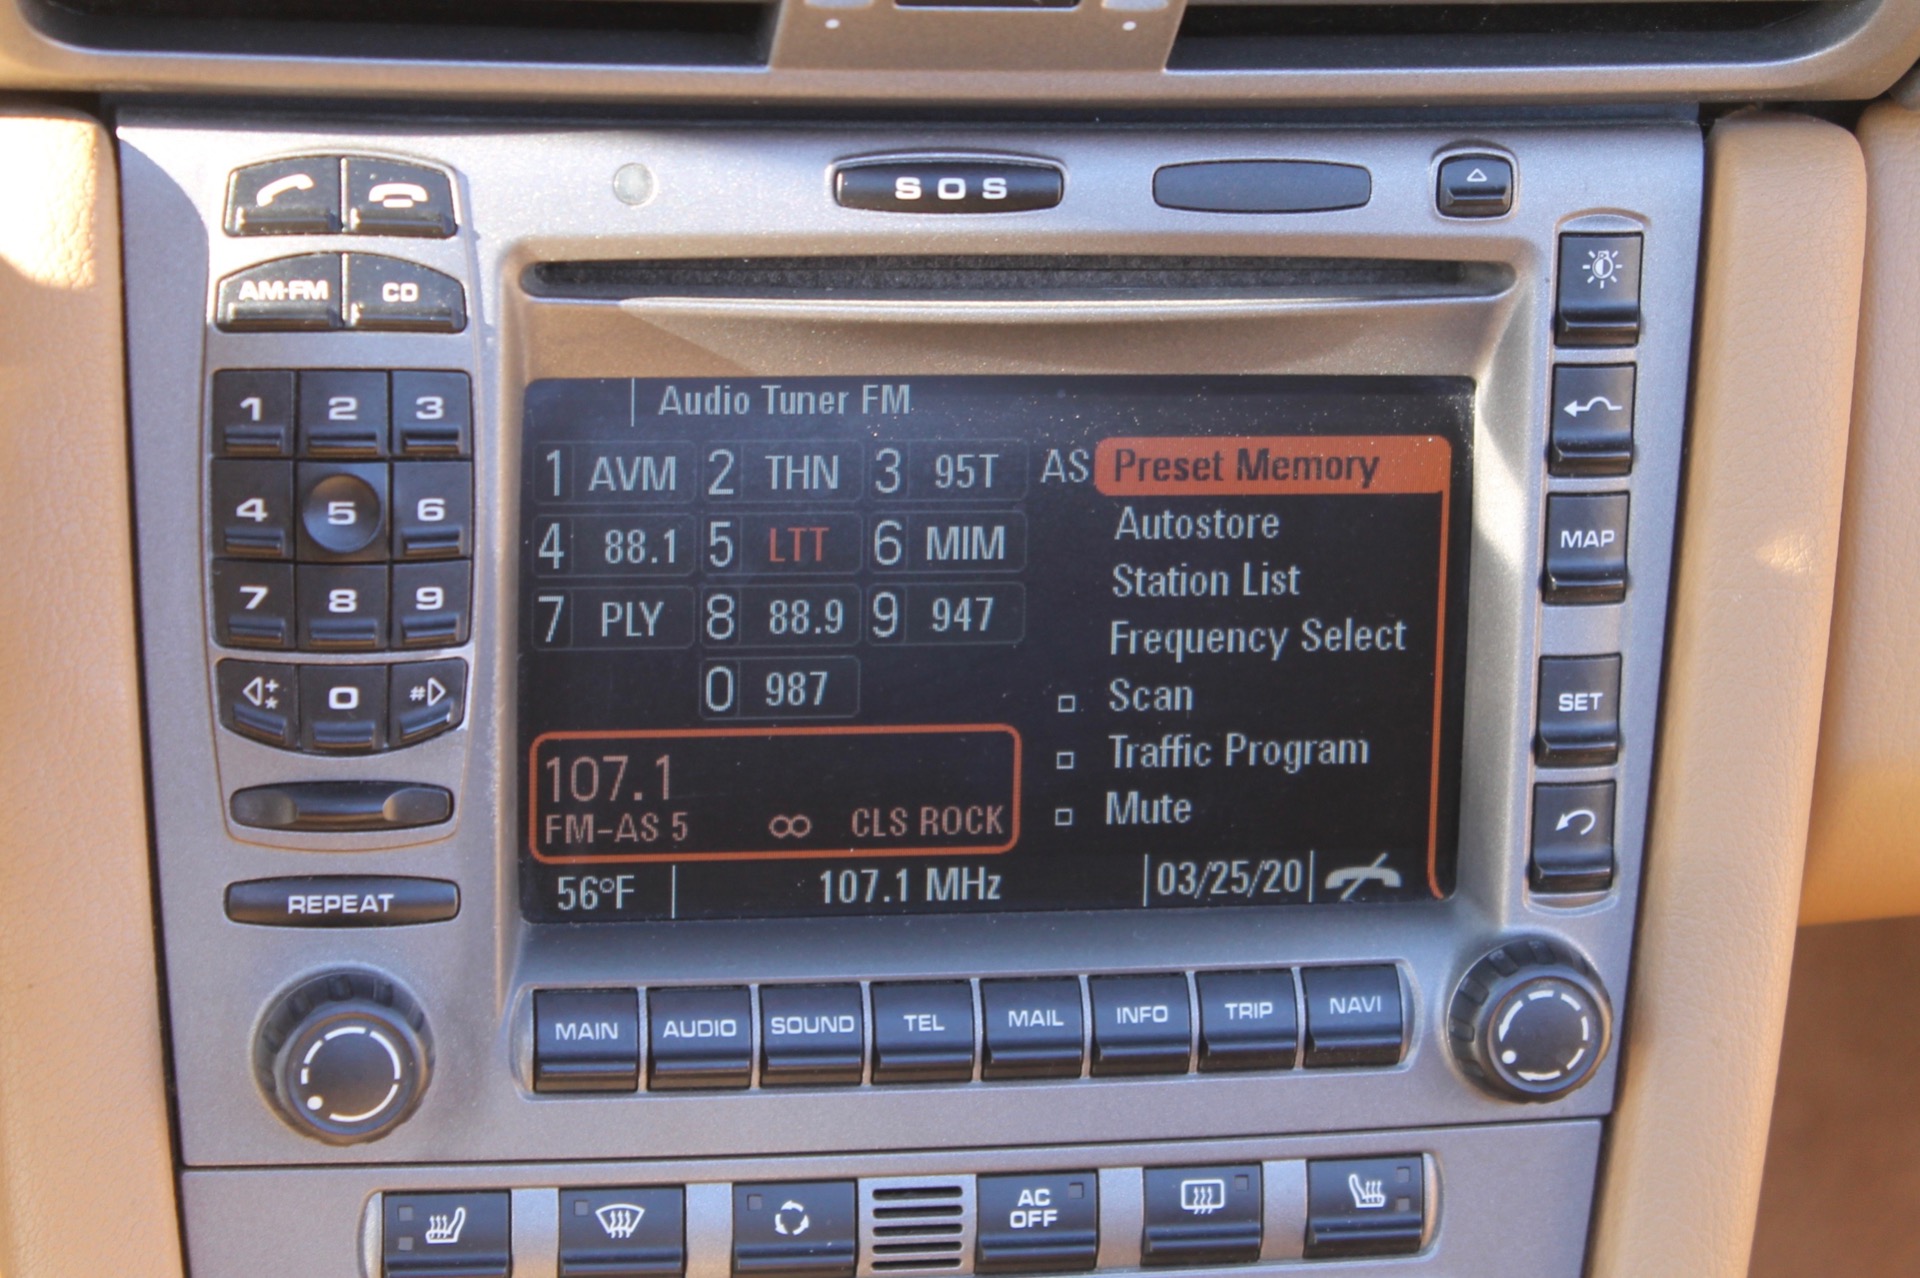 SOS
AM·FM CD
1 2 3
4 5 6
7 8 9
+
* 0 #
REPEAT
Audio Tuner FM
1 AVM 2 THN 3 95T AS Preset Memory
Autostore
4 88.1 5 LTT 6 MIM
Station List
7 PLY 8 88.9 9 947
Frequency Select
0 987
Scan
Traffic Program
107.1
Mute
FM-AS 5 ∞ CLS ROCK
56°F 107.1 MHz 03/25/20
MAP
SET
MAIN AUDIO SOUND TEL MAIL INFO TRIP NAVI
AC
OFF